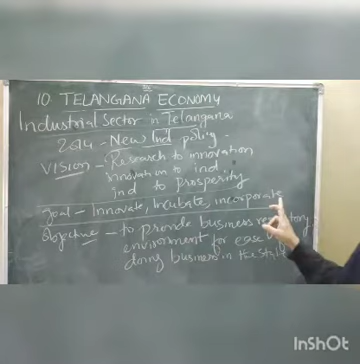 10 TELANGANA ECONOMY
Industrial Sector in Telangana
2014 - New Ind policy -
VISION - Research to innovation
innovation to ind
ind to prosperity
Goal - Innovate, Incubate, incorporate
Objective - to provide business regulatory
environment for ease of
doing business in the State
InShOt